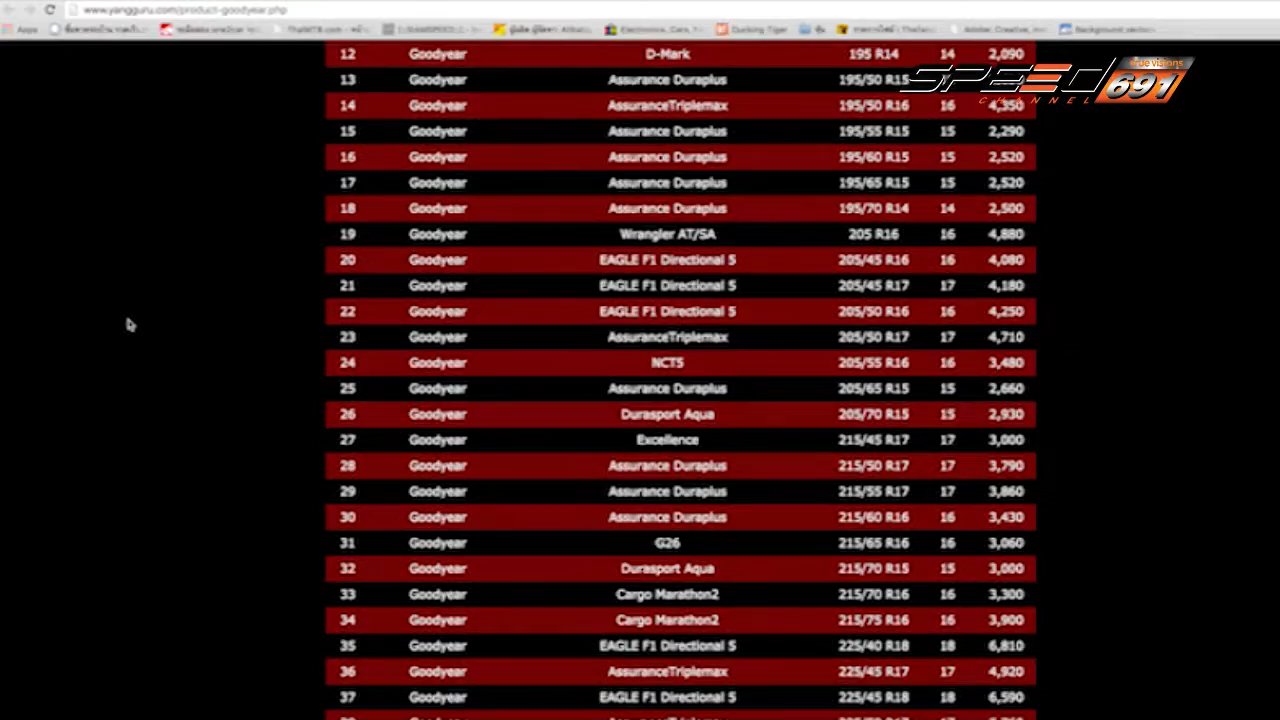 www.yangguru.com/product-goodyear.php
Apps
12 Goodyear D-Mark 195 R14 14 2,090
13 Goodyear Assurance Duraplus 195/50 R15
14 Goodyear AssuranceTriplemax 195/50 R16 16 4,350
15 Goodyear Assurance Duraplus 195/55 R15 15 2,290
16 Goodyear Assurance Duraplus 195/60 R15 15 2,520
17 Goodyear Assurance Duraplus 195/65 R15 15 2,520
18 Goodyear Assurance Duraplus 195/70 R14 14 2,500
19 Goodyear Wrangler AT/SA 205 R16 16 4,880
20 Goodyear EAGLE F1 Directional 5 205/45 R16 16 4,080
21 Goodyear EAGLE F1 Directional 5 205/45 R17 17 4,180
22 Goodyear EAGLE F1 Directional 5 205/50 R16 16 4,250
23 Goodyear AssuranceTriplemax 205/50 R17 17 4,710
24 Goodyear NCT5 205/55 R16 16 3,480
25 Goodyear Assurance Duraplus 205/65 R15 15 2,660
26 Goodyear Durasport Aqua 205/70 R15 15 2,930
27 Goodyear Excellence 215/45 R17 17 3,000
28 Goodyear Assurance Duraplus 215/50 R17 17 3,790
29 Goodyear Assurance Duraplus 215/55 R17 17 3,860
30 Goodyear Assurance Duraplus 215/60 R16 16 3,430
31 Goodyear G26 215/65 R16 16 3,060
32 Goodyear Durasport Aqua 215/70 R15 15 3,000
33 Goodyear Cargo Marathon2 215/70 R16 16 3,300
34 Goodyear Cargo Marathon2 215/75 R16 16 3,900
35 Goodyear EAGLE F1 Directional 5 225/40 R18 18 6,810
36 Goodyear AssuranceTriplemax 225/45 R17 17 4,920
37 Goodyear EAGLE F1 Directional 5 225/45 R18 18 6,590
true visions
SPEED
CHANNEL
691